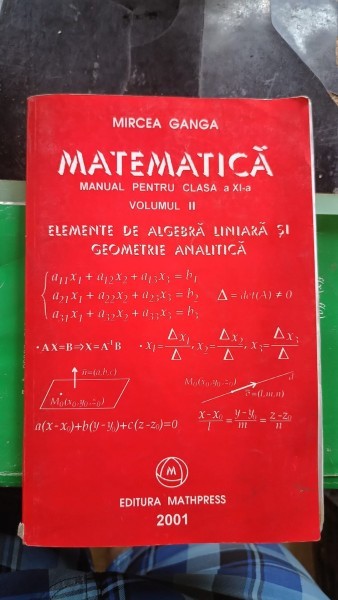 MIRCEA GANGA
MATEMATICĂ
MANUAL PENTRU CLASA a XI-a
VOLUMUL II
ELEMENTE DE ALGEBRĂ LINIARĂ ŞI
GEOMETRIE ANALITICĂ
a₁₁x₁ + a₁₂x₂ + a₁₃x₃ = b₁
a₂₁x₁ + a₂₂x₂ + a₂₃x₃ = b₂ Δ = det(A) ≠ 0
a₃₁x₁ + a₃₂x₂ + a₃₃x₃ = b₃
• AX=B⇒X=A⁻¹B • x₁=Δx₁/Δ, x₂=Δx₂/Δ, x₃=Δx₃/Δ
n=(a,b,c)
M₀(x₀,y₀,z₀)
a(x-x₀)+b(y-y₀)+c(z-z₀)=0
M₀(x₀,y₀,z₀) d
=(l,m,n)
x-x₀/l = y-y₀/m = z-z₀/n
M
EDITURA MATHPRESS
2001